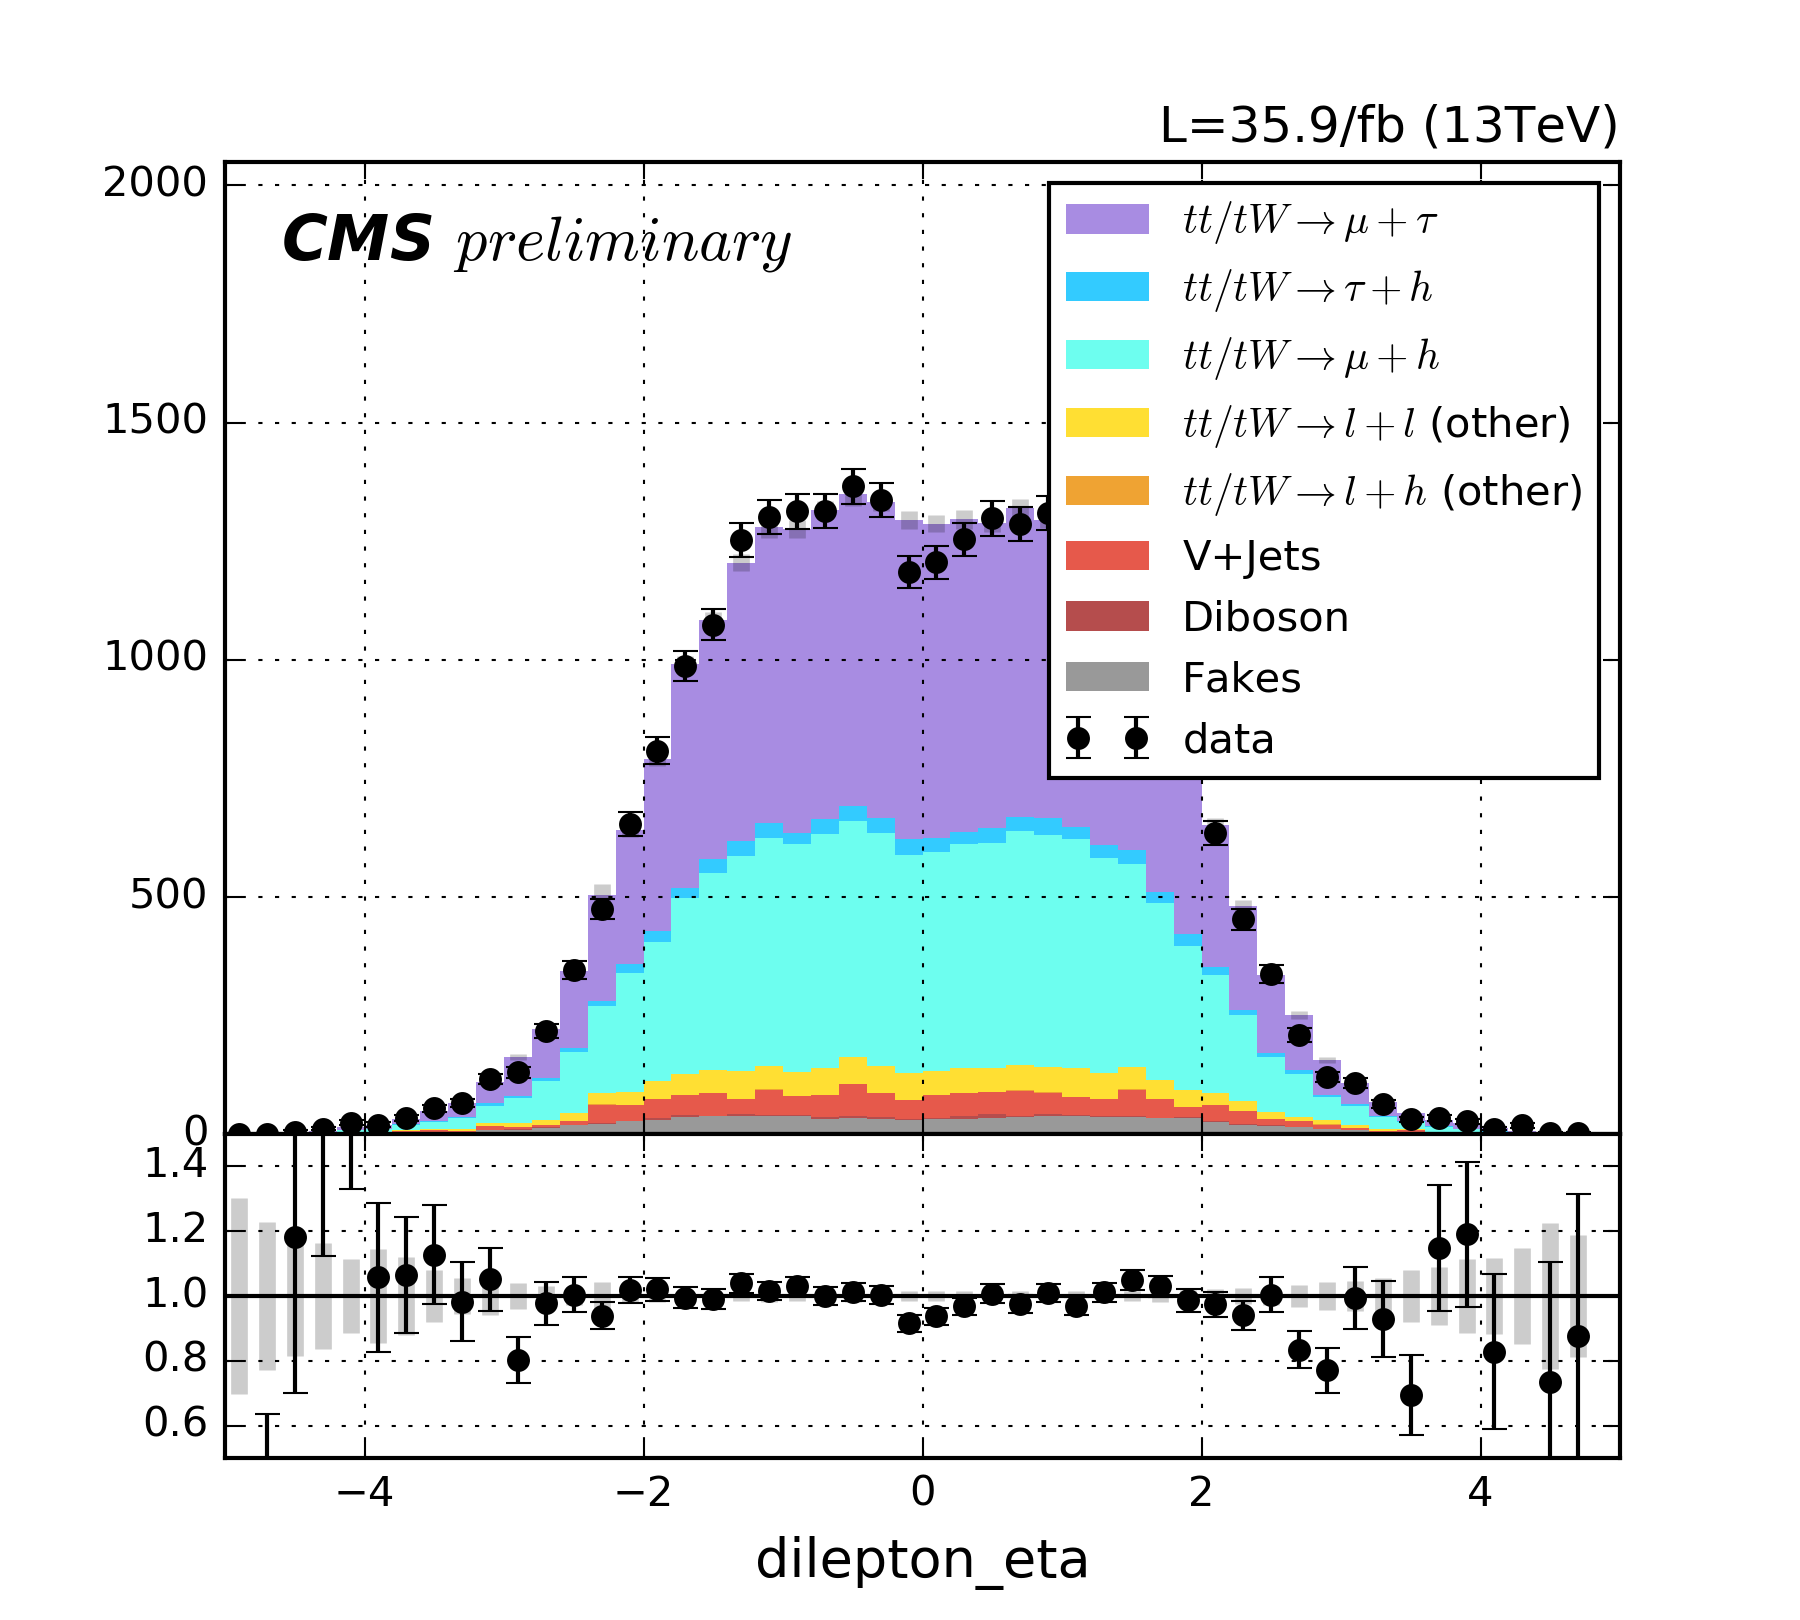 L=35.9/fb (13TeV)
CMS preliminary
2000
1500
1000
500
0
tt/tW → μ + τ
tt/tW → τ + h
tt/tW → μ + h
tt/tW → l + l (other)
tt/tW → l + h (other)
V+Jets
Diboson
Fakes
data
1.4
1.2
1.0
0.8
0.6
−4 −2 0 2 4
dilepton_eta